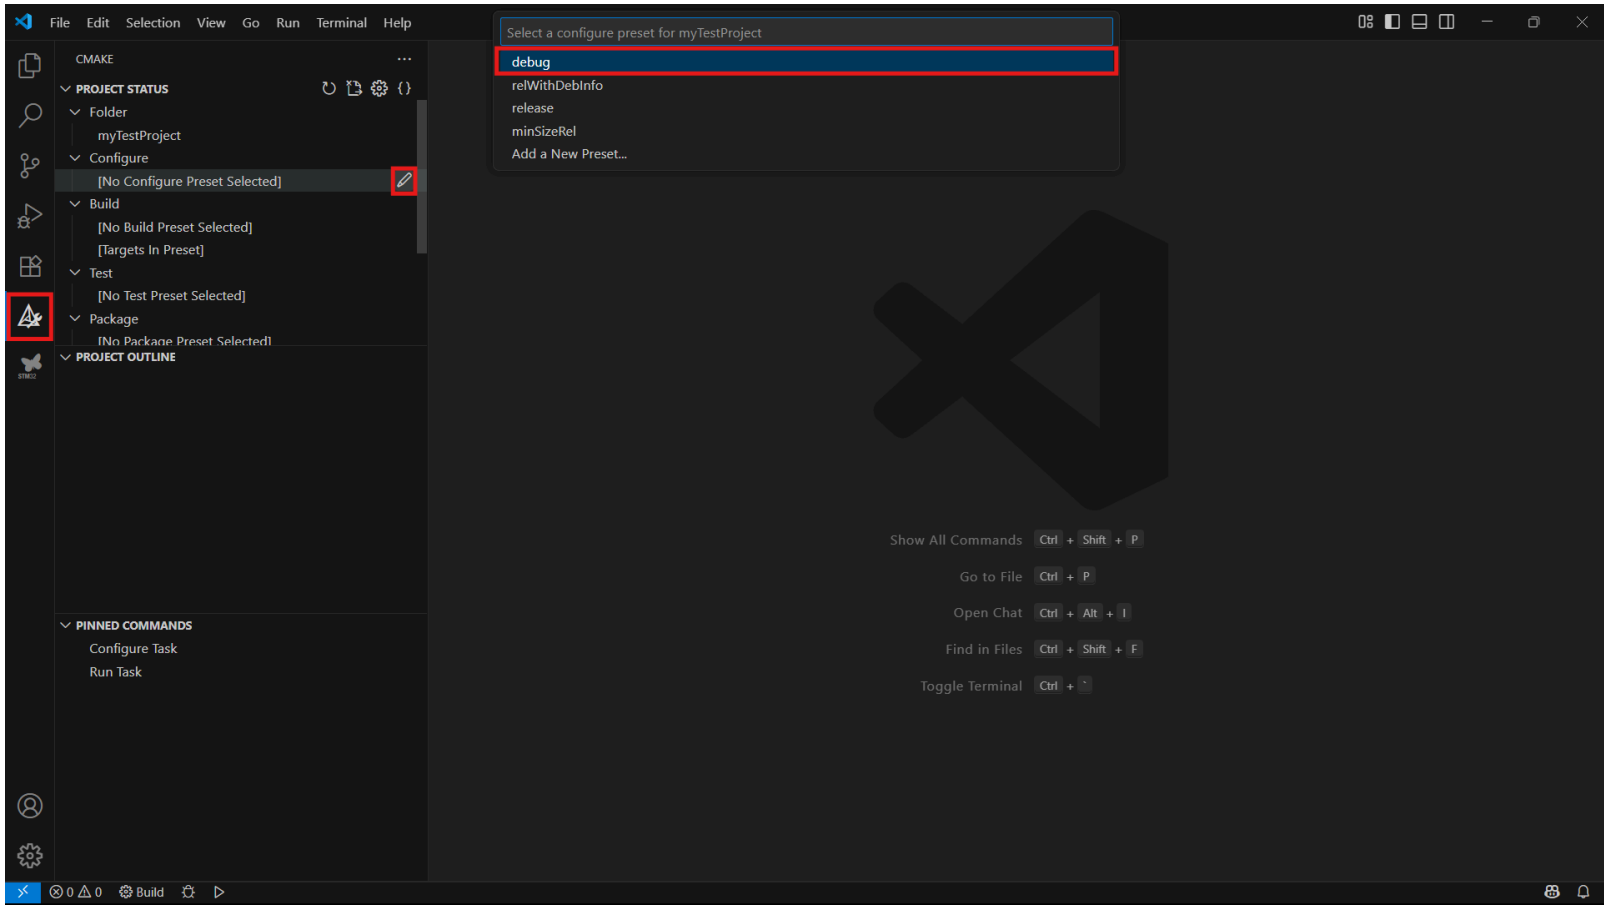 File Edit Selection View Go Run Terminal Help
Select a configure preset for myTestProject
debug
relWithDebInfo
release
minSizeRel
Add a New Preset...
CMAKE
PROJECT STATUS
Folder
myTestProject
Configure
[No Configure Preset Selected]
Build
[No Build Preset Selected]
[Targets In Preset]
Test
[No Test Preset Selected]
Package
[No Package Preset Selected]
STM32
PROJECT OUTLINE
PINNED COMMANDS
Configure Task
Run Task
Show All Commands Ctrl + Shift + P
Go to File Ctrl + P
Open Chat Ctrl + Alt + I
Find in Files Ctrl + Shift + F
Toggle Terminal Ctrl + `
0 0 Build